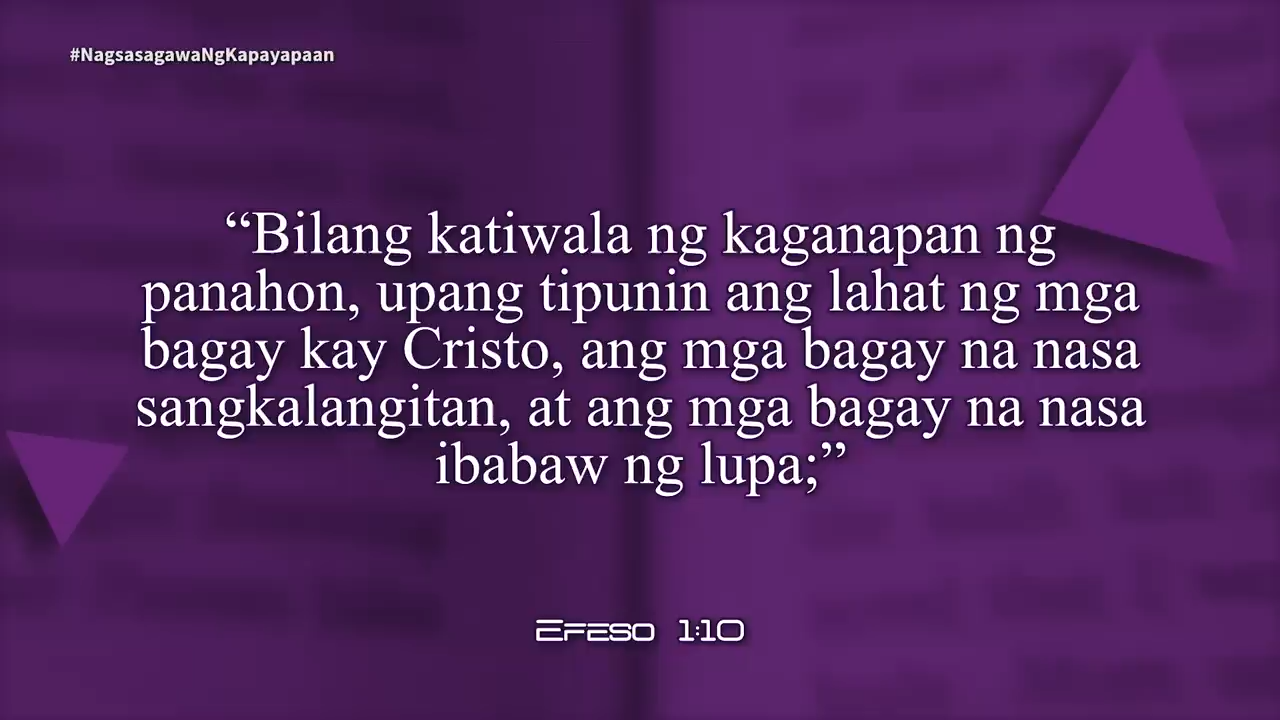 #NagsasagawaNgKapayapaan
“Bilang katiwala ng kaganapan ng
panahon, upang tipunin ang lahat ng mga
bagay kay Cristo, ang mga bagay na nasa
sangkalangitan, at ang mga bagay na nasa
ibabaw ng lupa;”
Efeso 1:10